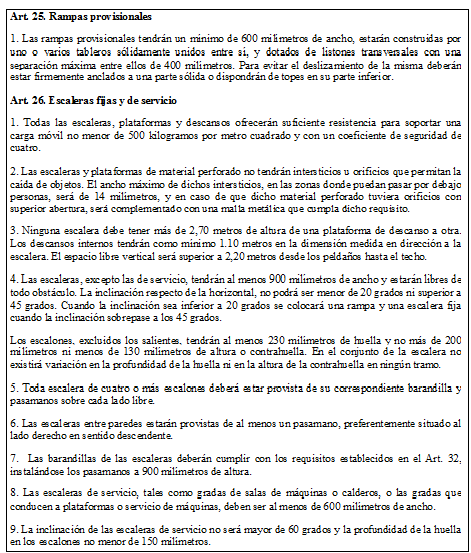 Art. 25. Rampas provisionales
1. Las rampas provisionales tendrán un mínimo de 600 milímetros de ancho, estarán construidas por
uno o varios tableros sólidamente unidos entre sí, y dotados de listones transversales con una
separación máxima entre ellos de 400 milímetros. Para evitar el deslizamiento de la misma deberán
estar firmemente anclados a una parte sólida o dispondrán de topes en su parte inferior.
Art. 26. Escaleras fijas y de servicio
1. Todas las escaleras, plataformas y descansos ofrecerán suficiente resistencia para soportar una
carga móvil no menor de 500 kilogramos por metro cuadrado y con un coeficiente de seguridad de
cuatro.
2. Las escaleras y plataformas de material perforado no tendrán intersticios u orificios que permitan la
caída de objetos. El ancho máximo de dichos intersticios, en las zonas donde puedan pasar por debajo
personas, será de 14 milímetros, y en caso de que dicho material perforado tuviera orificios con
superior abertura, será complementado con una malla metálica que cumpla dicho requisito.
3. Ninguna escalera debe tener más de 2,70 metros de altura de una plataforma de descanso a otra.
Los descansos internos tendrán como mínimo 1.10 metros en la dimensión medida en dirección a la
escalera. El espacio libre vertical será superior a 2,20 metros desde los peldaños hasta el techo.
4. Las escaleras, excepto las de servicio, tendrán al menos 900 milímetros de ancho y estarán libres de
todo obstáculo. La inclinación respecto de la horizontal, no podrá ser menor de 20 grados ni superior a
45 grados. Cuando la inclinación sea inferior a 20 grados se colocará una rampa y una escalera fija
cuando la inclinación sobrepase a los 45 grados.
Los escalones, excluidos los salientes, tendrán al menos 230 milímetros de huella y no más de 200
milímetros ni menos de 130 milímetros de altura o contrahuella. En el conjunto de la escalera no
existirá variación en la profundidad de la huella ni en la altura de la contrahuella en ningún tramo.
5. Toda escalera de cuatro o más escalones deberá estar provista de su correspondiente barandilla y
pasamanos sobre cada lado libre.
6. Las escaleras entre paredes estarán provistas de al menos un pasamano, preferentemente situado al
lado derecho en sentido descendente.
7. Las barandillas de las escaleras deberán cumplir con los requisitos establecidos en el Art. 32,
instalándose los pasamanos a 900 milímetros de altura.
8. Las escaleras de servicio, tales como gradas de salas de máquinas o calderos, o las gradas que
conducen a plataformas o servicio de máquinas, deben ser al menos de 600 milímetros de ancho.
9. La inclinación de las escaleras de servicio no será mayor de 60 grados y la profundidad de la huella
en los escalones no menor de 150 milímetros.